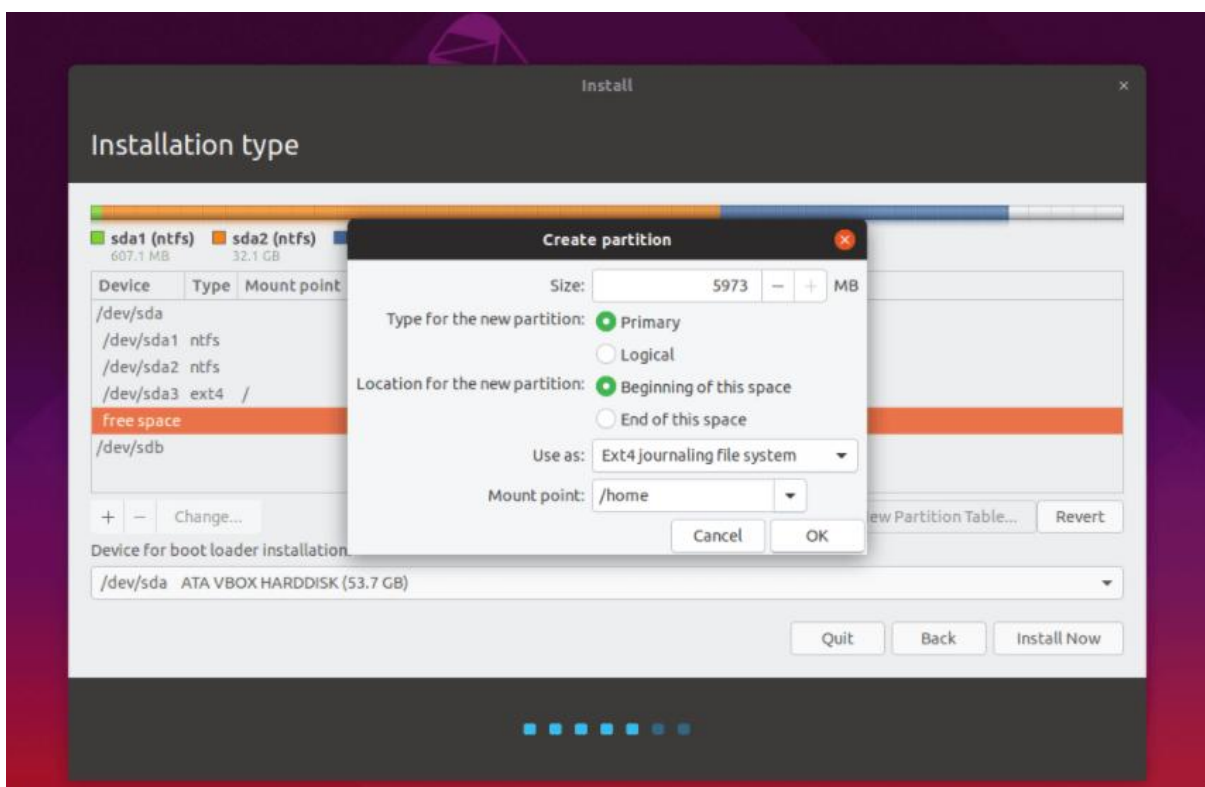 Install
Installation type
sda1 (ntfs) sda2 (ntfs)
607.1 MB 32.1 GB
Create partition
Size: 5973 MB
Type for the new partition: Primary
Logical
Location for the new partition: Beginning of this space
End of this space
Use as: Ext4 journaling file system
Mount point: /home
Cancel OK
Device Type Mount point
/dev/sda
/dev/sda1 ntfs
/dev/sda2 ntfs
/dev/sda3 ext4 /
free space
/dev/sdb
+ - Change... Partition Table... Revert
Device for boot loader installation
/dev/sda ATA VBOX HARDDISK (53.7 GB)
Quit Back Install Now